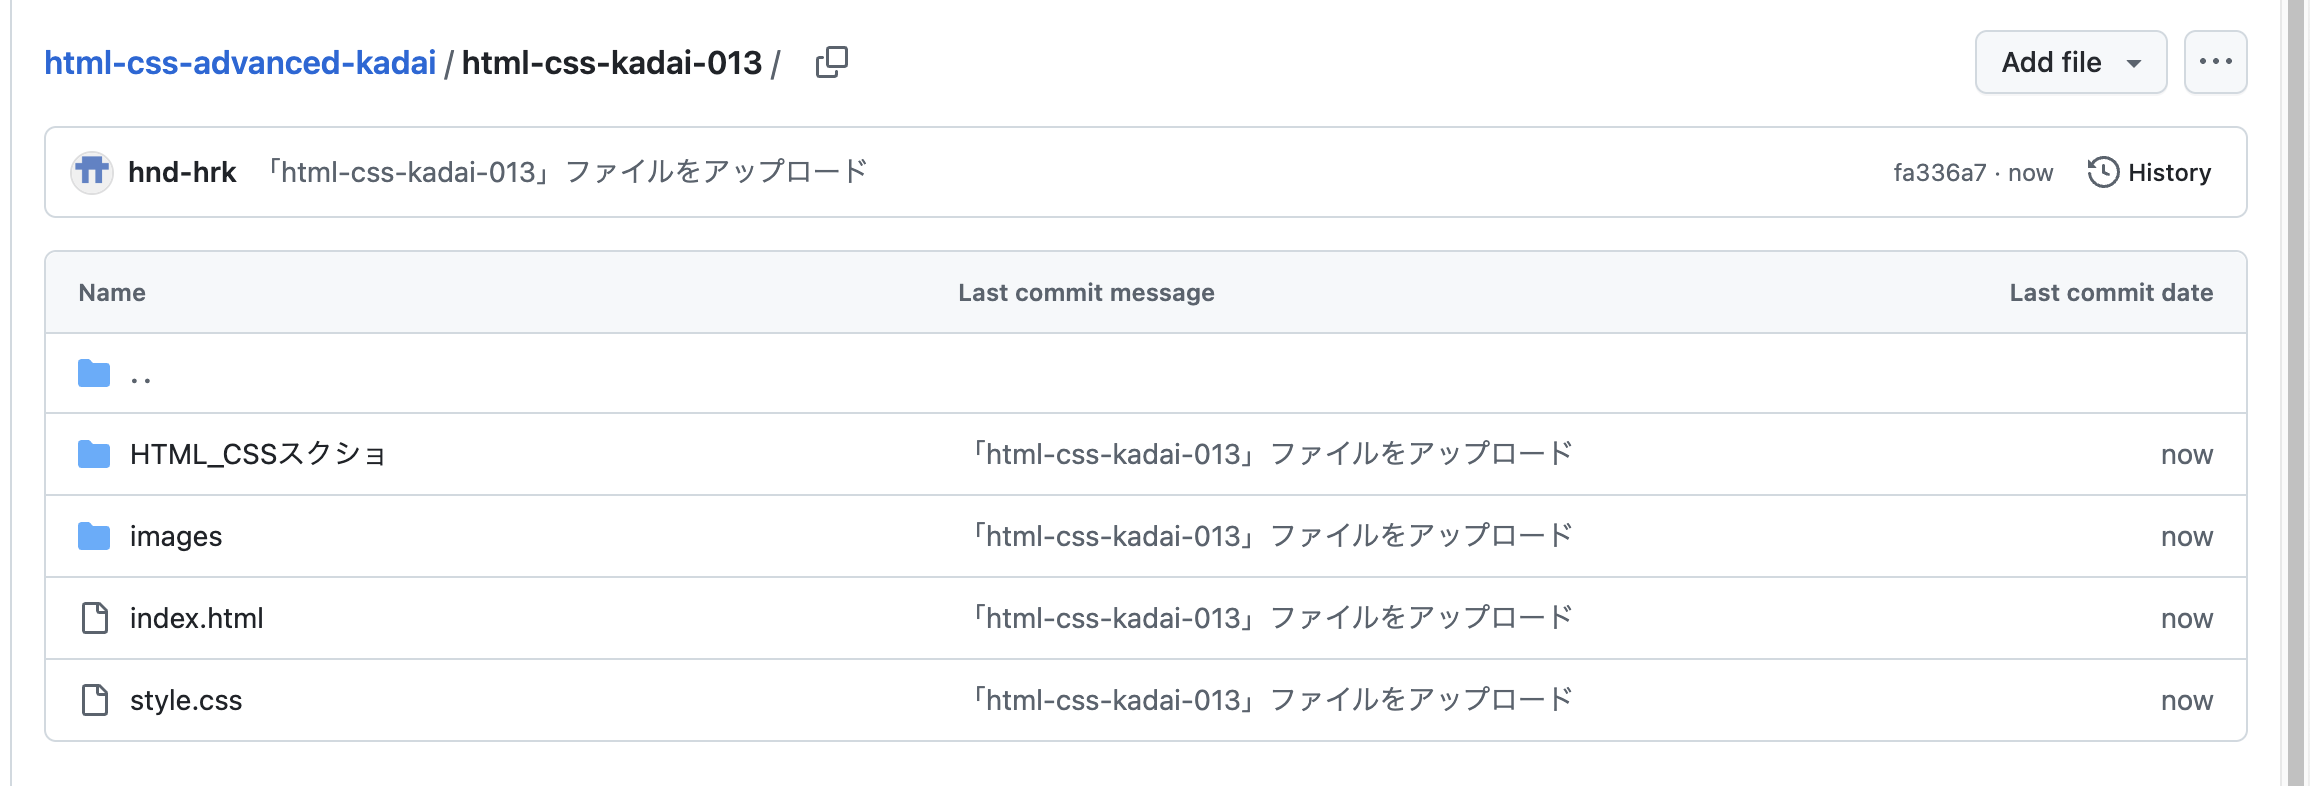 html-css-advanced-kadai / html-css-kadai-013 /
Add file
hnd-hrk 「html-css-kadai-013」ファイルをアップロード
fa336a7 · now
History
Name Last commit message Last commit date
..
HTML_CSSスクショ 「html-css-kadai-013」ファイルをアップロード now
images 「html-css-kadai-013」ファイルをアップロード now
index.html 「html-css-kadai-013」ファイルをアップロード now
style.css 「html-css-kadai-013」ファイルをアップロード now